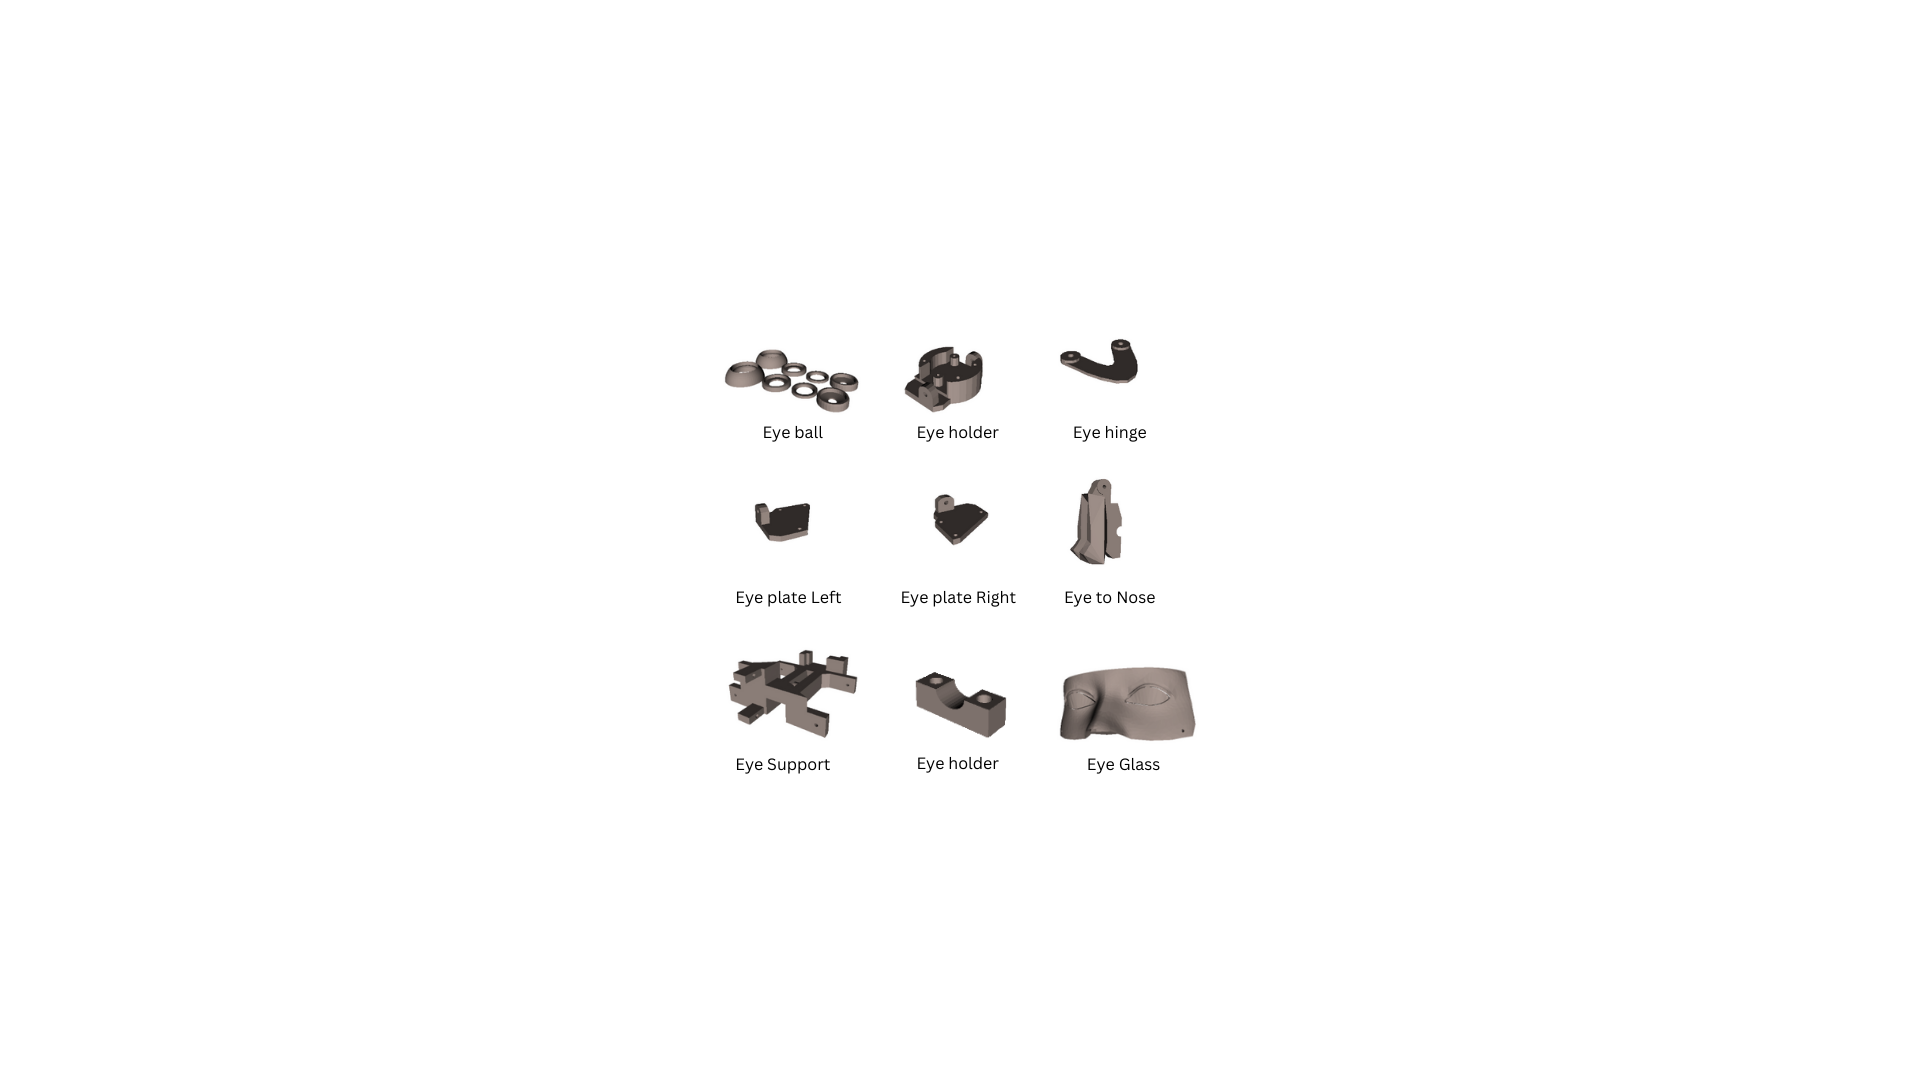 Eye ball
Eye holder
Eye hinge
Eye plate Left
Eye plate Right
Eye to Nose
Eye Support
Eye holder
Eye Glass